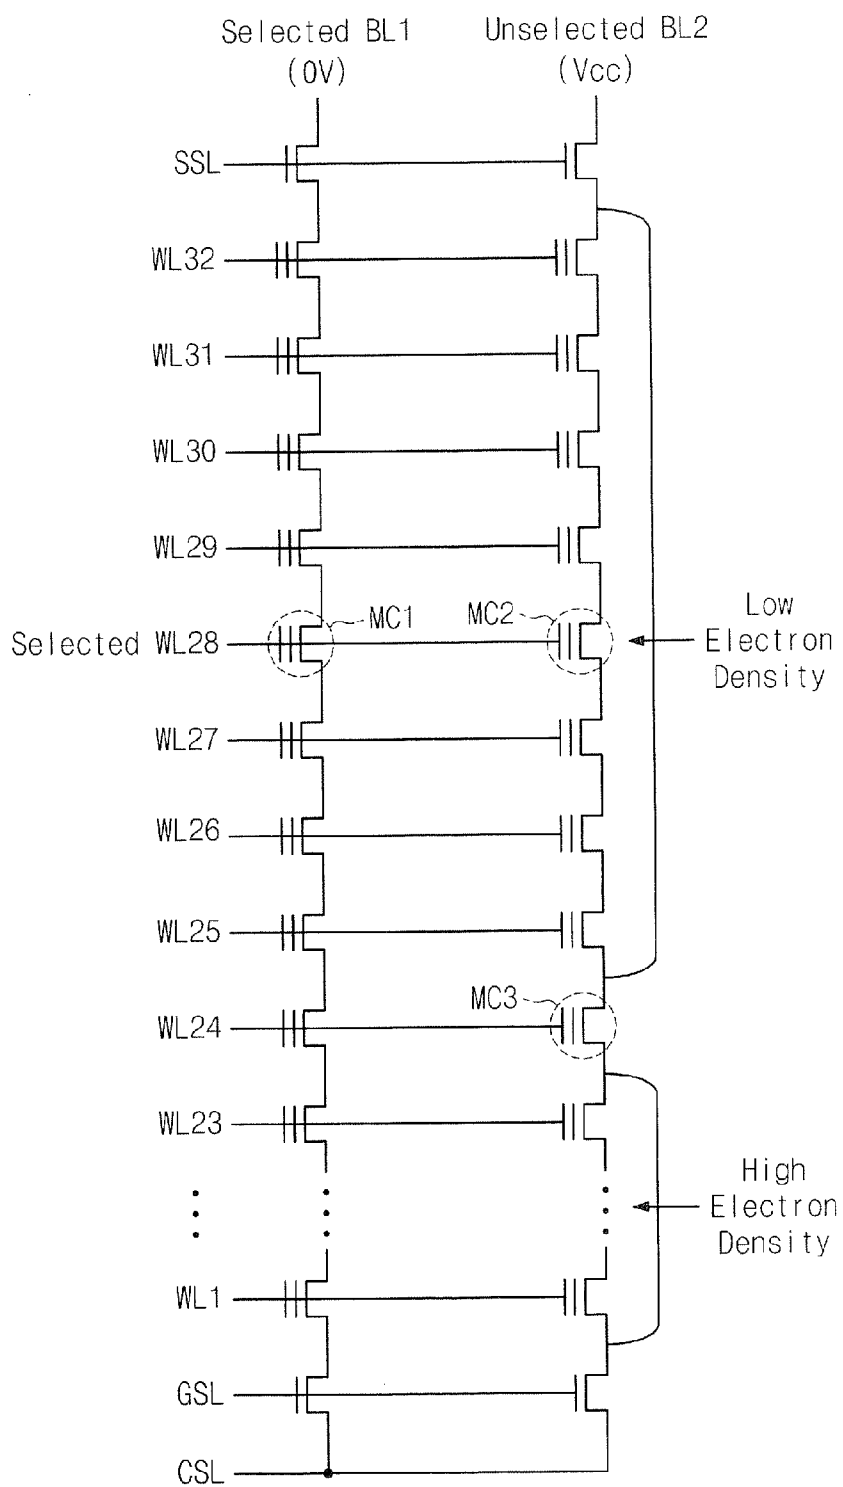 Selected BL1
(0V)
Unselected BL2
(Vcc)
SSL
WL32
WL31
WL30
WL29
MC1
MC2
Selected WL28
Low
Electron
Density
WL27
WL26
WL25
MC3
WL24
WL23
High
Electron
Density
WL1
GSL
CSL